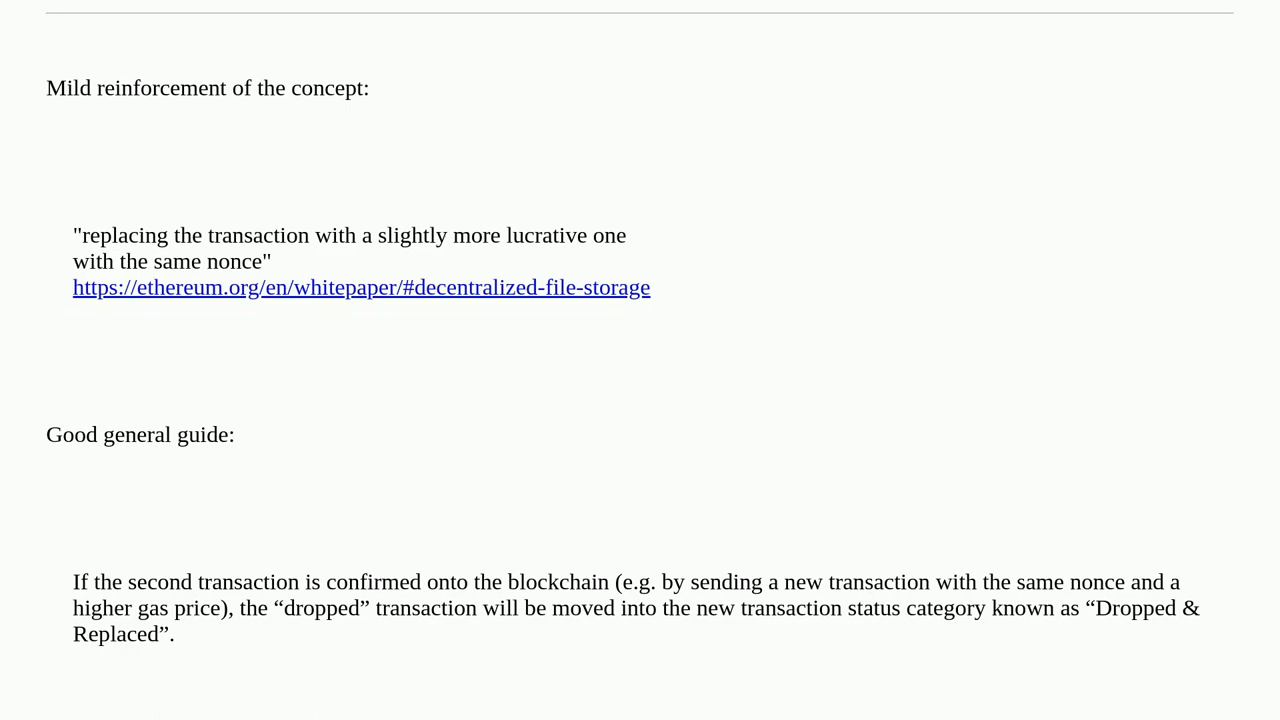 Mild reinforcement of the concept:
"replacing the transaction with a slightly more lucrative one
with the same nonce"
https://ethereum.org/en/whitepaper/#decentralized-file-storage
Good general guide:
If the second transaction is confirmed onto the blockchain (e.g. by sending a new transaction with the same nonce and a
higher gas price), the “dropped” transaction will be moved into the new transaction status category known as “Dropped &
Replaced”.